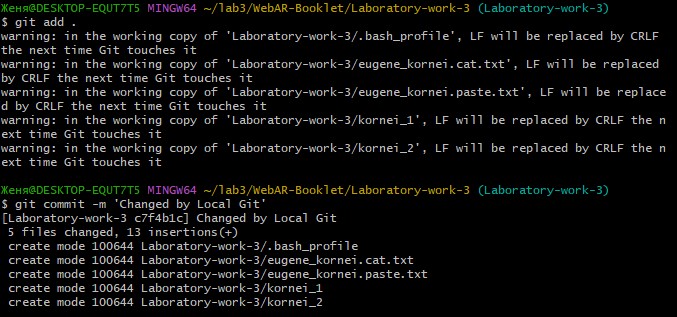 Женя@DESKTOP-EQUT7T5 MINGW64 ~/lab3/WebAR-Booklet/Laboratory-work-3 (Laboratory-work-3)
$ git add .
warning: in the working copy of 'Laboratory-work-3/.bash_profile', LF will be replaced by CRLF
the next time Git touches it
warning: in the working copy of 'Laboratory-work-3/eugene_kornei.cat.txt', LF will be replaced
by CRLF the next time Git touches it
warning: in the working copy of 'Laboratory-work-3/eugene_kornei.paste.txt', LF will be replace
d by CRLF the next time Git touches it
warning: in the working copy of 'Laboratory-work-3/kornei_1', LF will be replaced by CRLF the n
ext time Git touches it
warning: in the working copy of 'Laboratory-work-3/kornei_2', LF will be replaced by CRLF the n
ext time Git touches it
Женя@DESKTOP-EQUT7T5 MINGW64 ~/lab3/WebAR-Booklet/Laboratory-work-3 (Laboratory-work-3)
$ git commit -m 'Changed by Local Git'
[Laboratory-work-3 c7f4b1c] Changed by Local Git
 5 files changed, 13 insertions(+)
 create mode 100644 Laboratory-work-3/.bash_profile
 create mode 100644 Laboratory-work-3/eugene_kornei.cat.txt
 create mode 100644 Laboratory-work-3/eugene_kornei.paste.txt
 create mode 100644 Laboratory-work-3/kornei_1
 create mode 100644 Laboratory-work-3/kornei_2